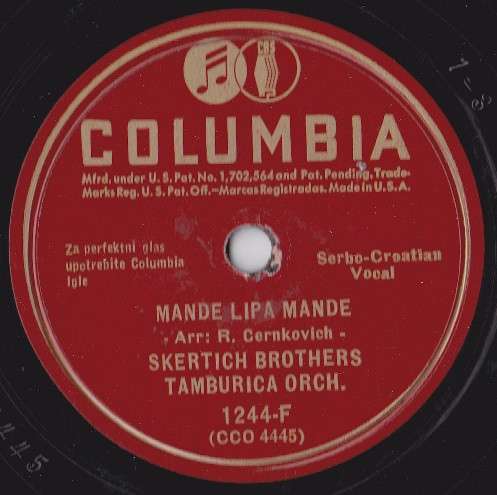 CBS
COLUMBIA
Mfrd. under U.S. Pat. No. 1,702,564 and Pat. Pending, Trade-
Marks Reg. U.S. Pat. Off.—Marcas Registradas. Made in U.S.A.
Za perfektni glas
upotrebite Columbia
Igle
Serbo-Croatian
Vocal
MANDE LIPA MANDE
- Arr: R. Cernkovich -
SKERTICH BROTHERS
TAMBURICA ORCH.
1244-F
(CCO 4445)
1-S